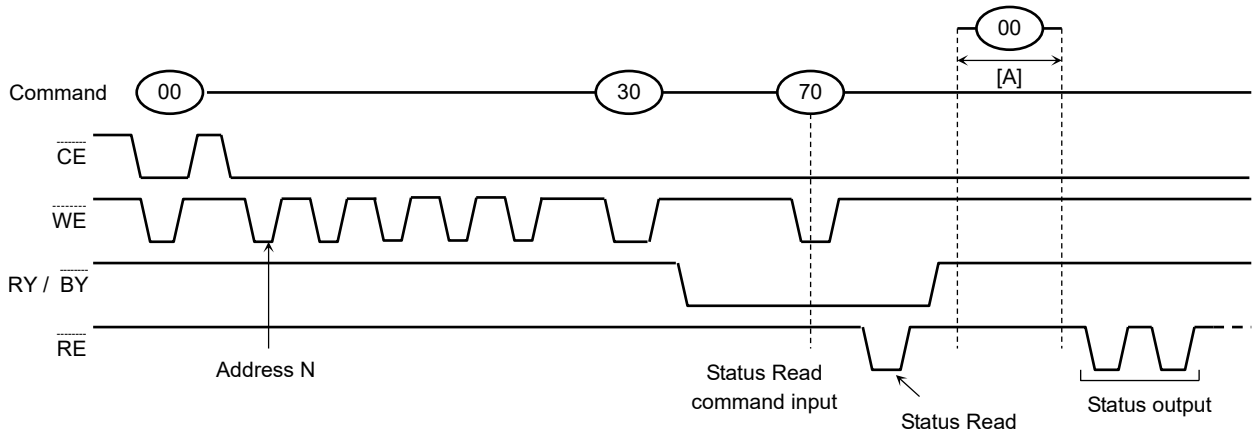 00
[A]
Command
00
30
70
CE
WE
RY / BY
RE
Address N
Status Read
command input
Status Read
Status output